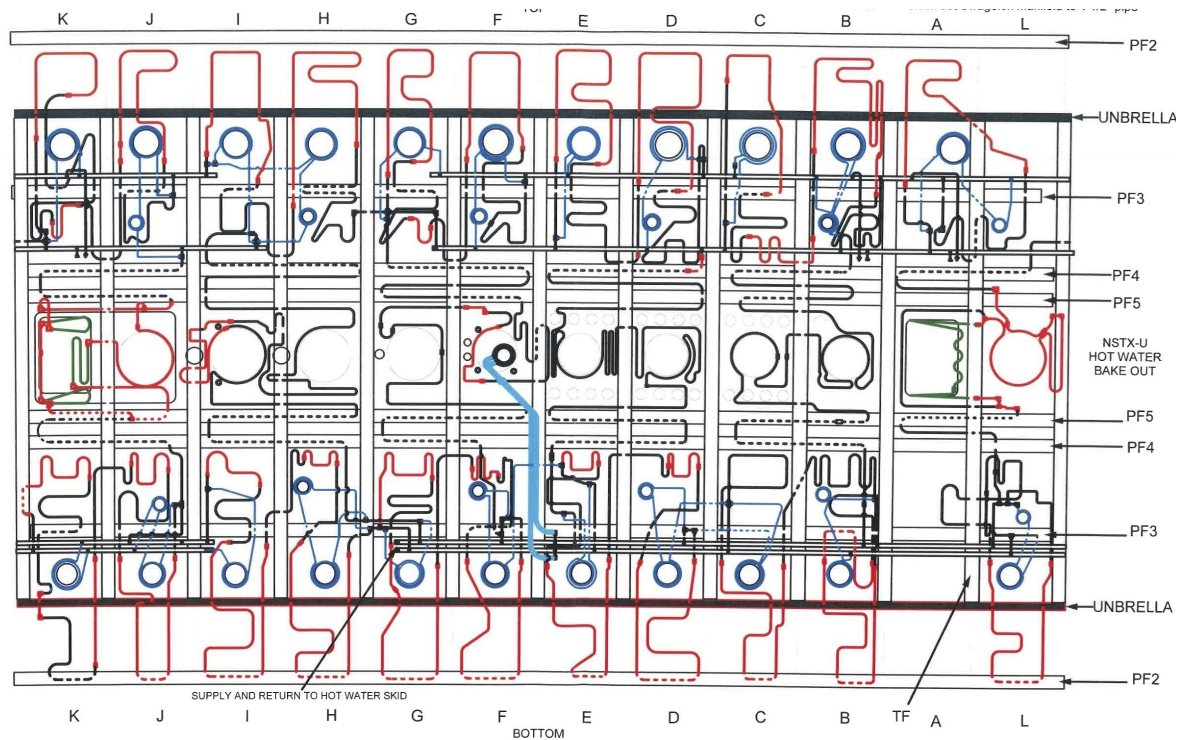 K J I H G F E D C B A L
PF2
UNBRELLA
PF3
PF4
PF5
NSTX-U
HOT WATER
BAKE OUT
PF5
PF4
PF3
UNBRELLA
PF2
SUPPLY AND RETURN TO HOT WATER SKID
TF
K J I H G F E D C B A L
BOTTOM